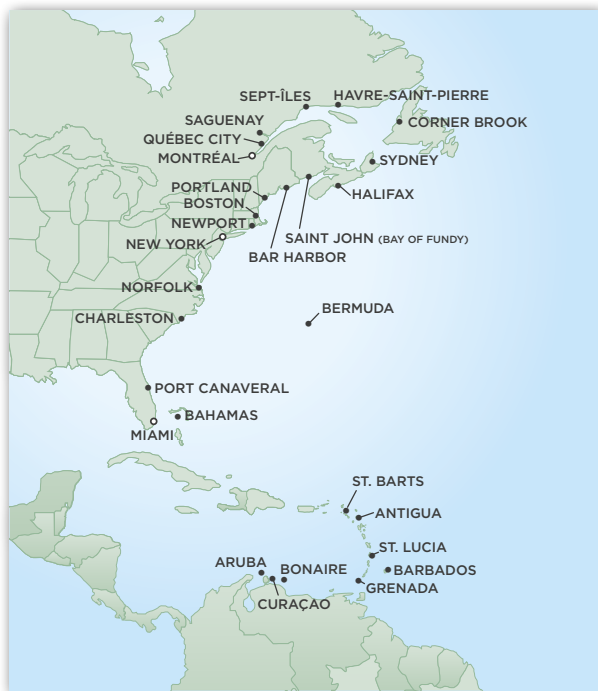 SEPT-ÎLES
HAVRE-SAINT-PIERRE
SAGUENAY
CORNER BROOK
QUÉBEC CITY
MONTRÉAL
SYDNEY
PORTLAND
HALIFAX
BOSTON
NEWPORT
NEW YORK
SAINT JOHN (BAY OF FUNDY)
BAR HARBOR
NORFOLK
BERMUDA
CHARLESTON
PORT CANAVERAL
BAHAMAS
MIAMI
ST. BARTS
ANTIGUA
ST. LUCIA
ARUBA
BONAIRE
BARBADOS
GRENADA
CURAÇAO